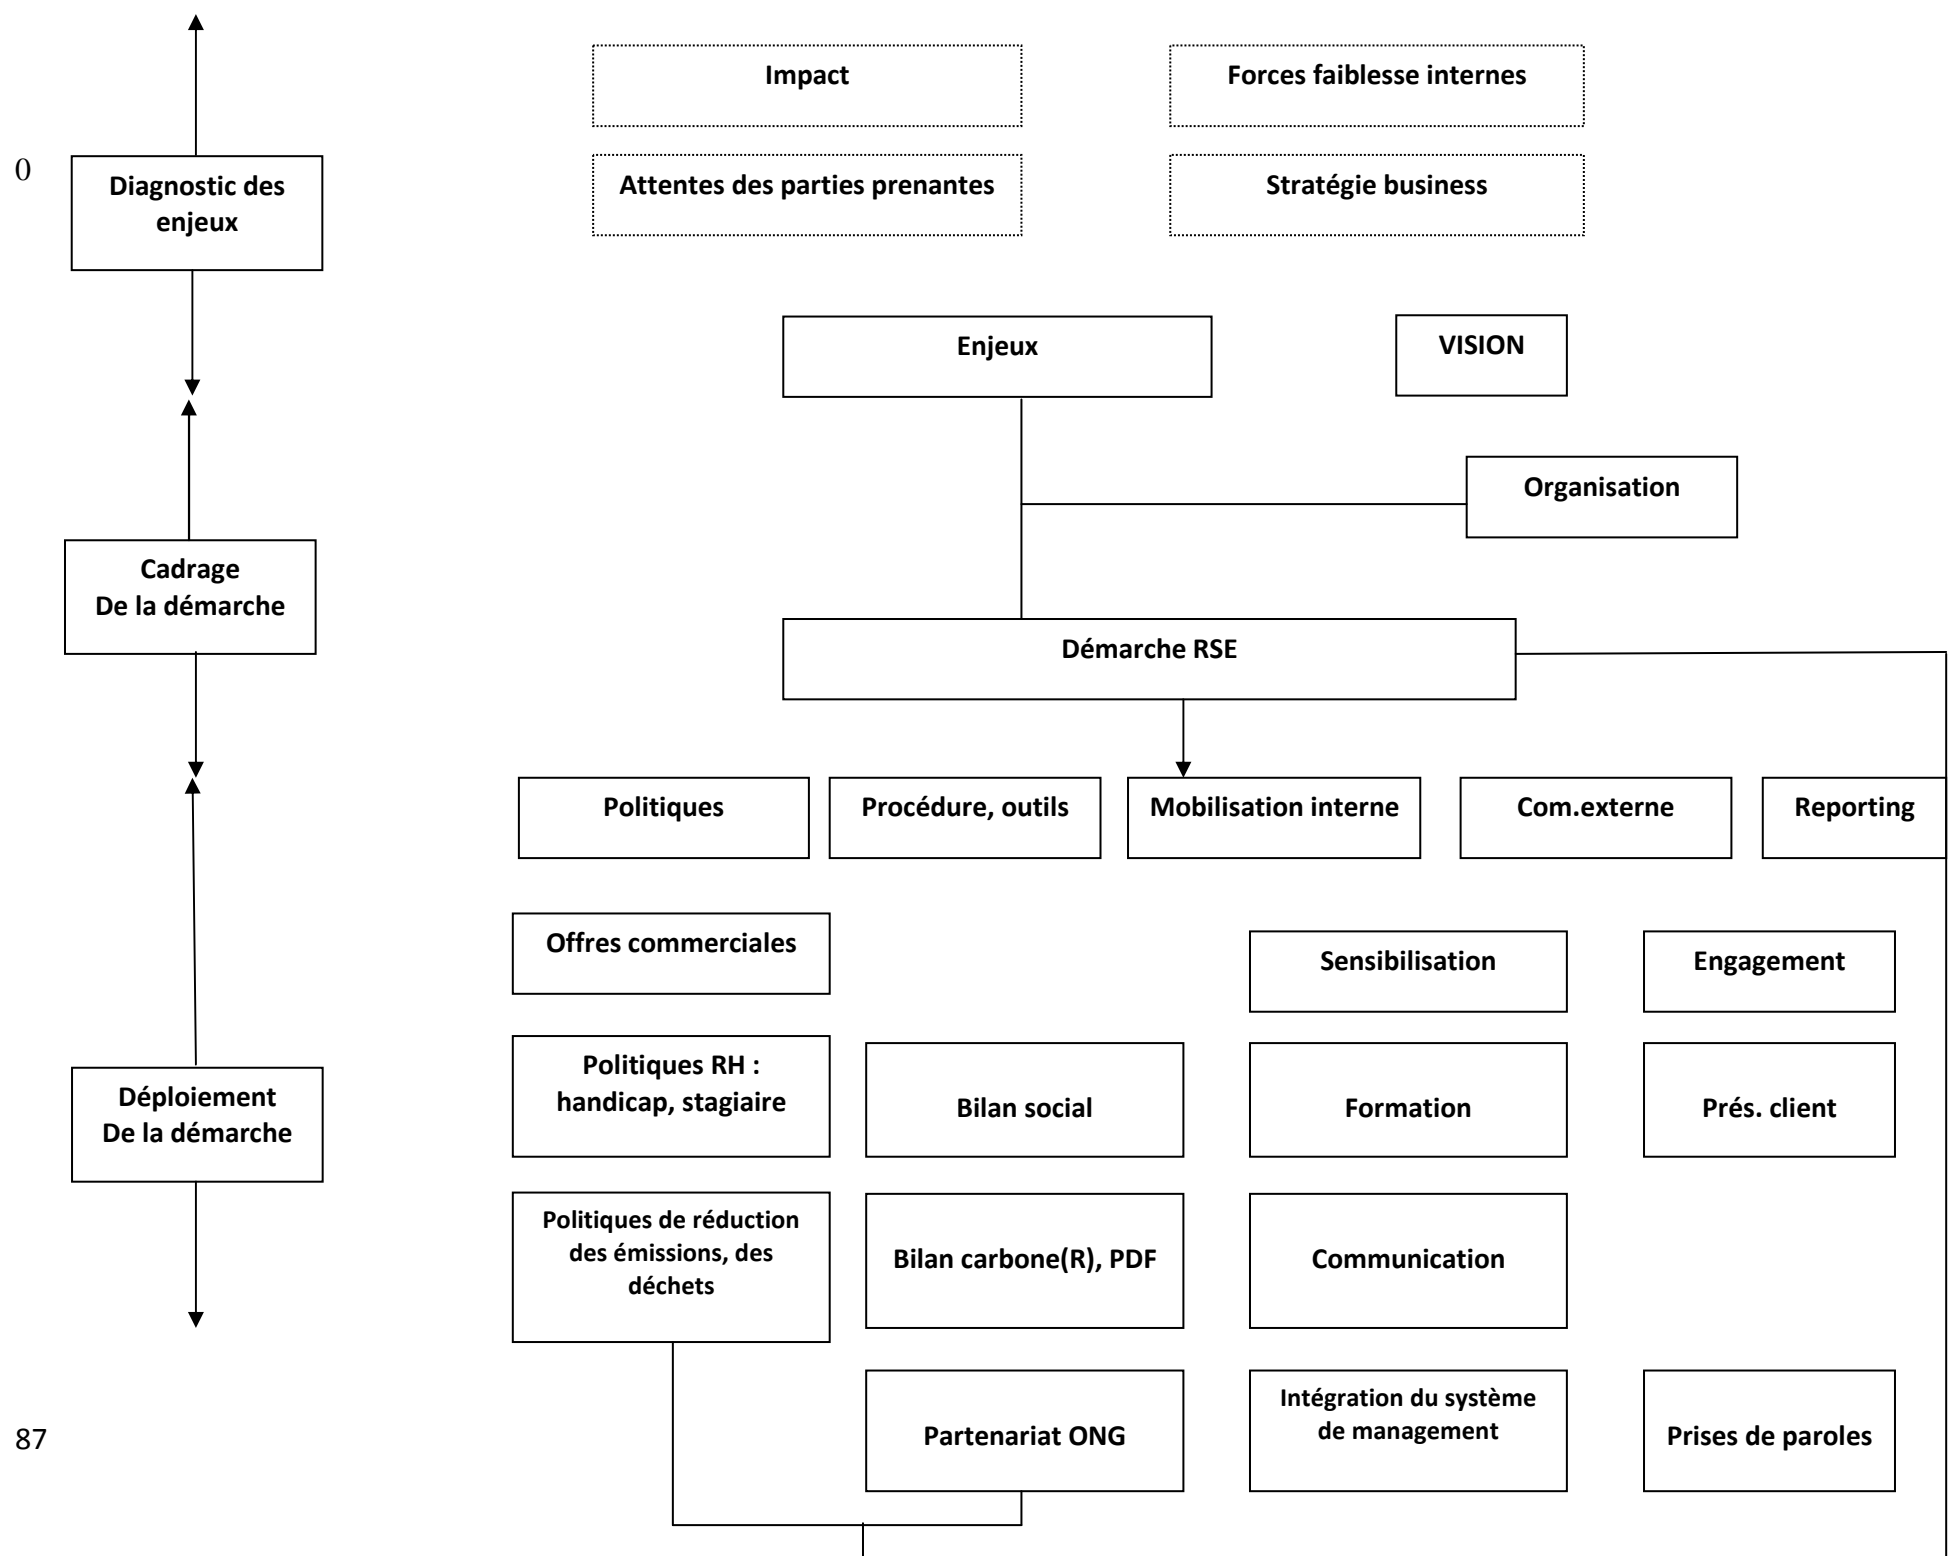 Impact
Forces faiblesse internes
0
Diagnostic des
enjeux
Attentes des parties prenantes
Stratégie business
Enjeux
VISION
Organisation
Cadrage
De la démarche
Démarche RSE
Politiques
Procédure, outils
Mobilisation interne
Com.externe
Reporting
Offres commerciales
Sensibilisation
Engagement
Déploiement
De la démarche
Politiques RH :
handicap, stagiaire
Bilan social
Formation
Prés. client
Politiques de réduction
des émissions, des
déchets
Bilan carbone(R), PDF
Communication
87
Partenariat ONG
Intégration du système
de management
Prises de paroles